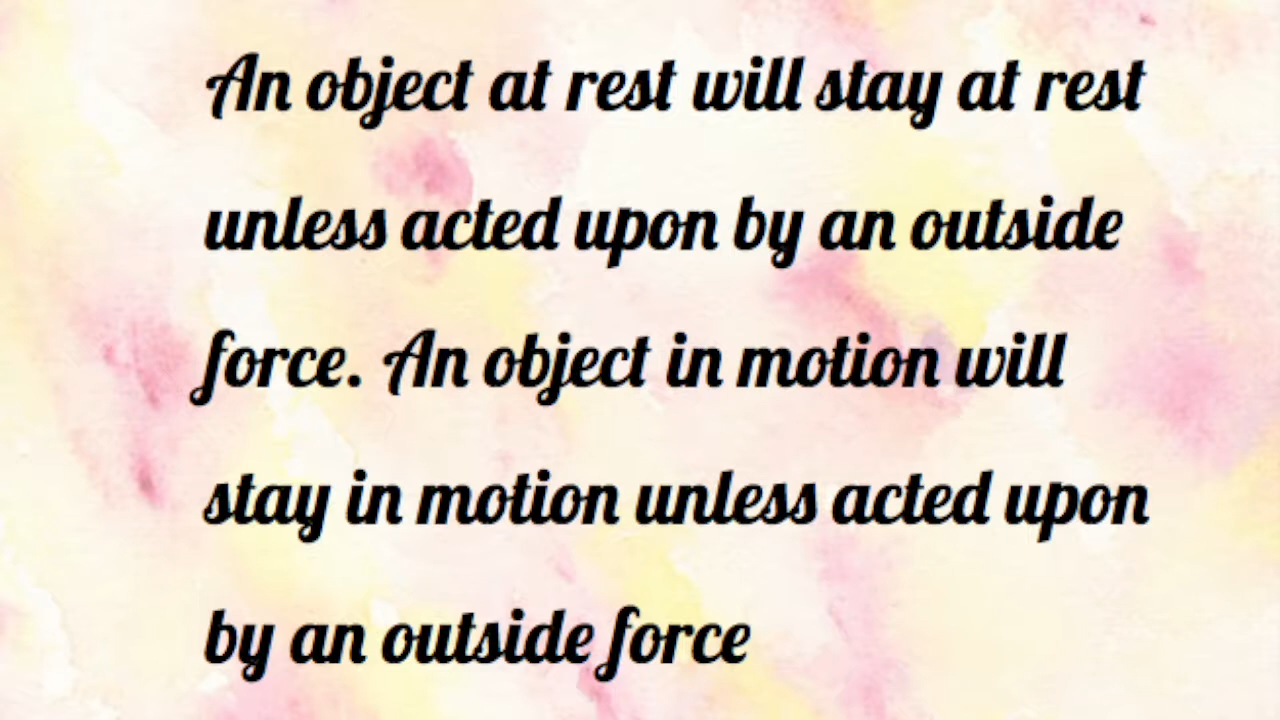 An object at rest will stay at rest
unless acted upon by an outside
force. An object in motion will
stay in motion unless acted upon
by an outside force